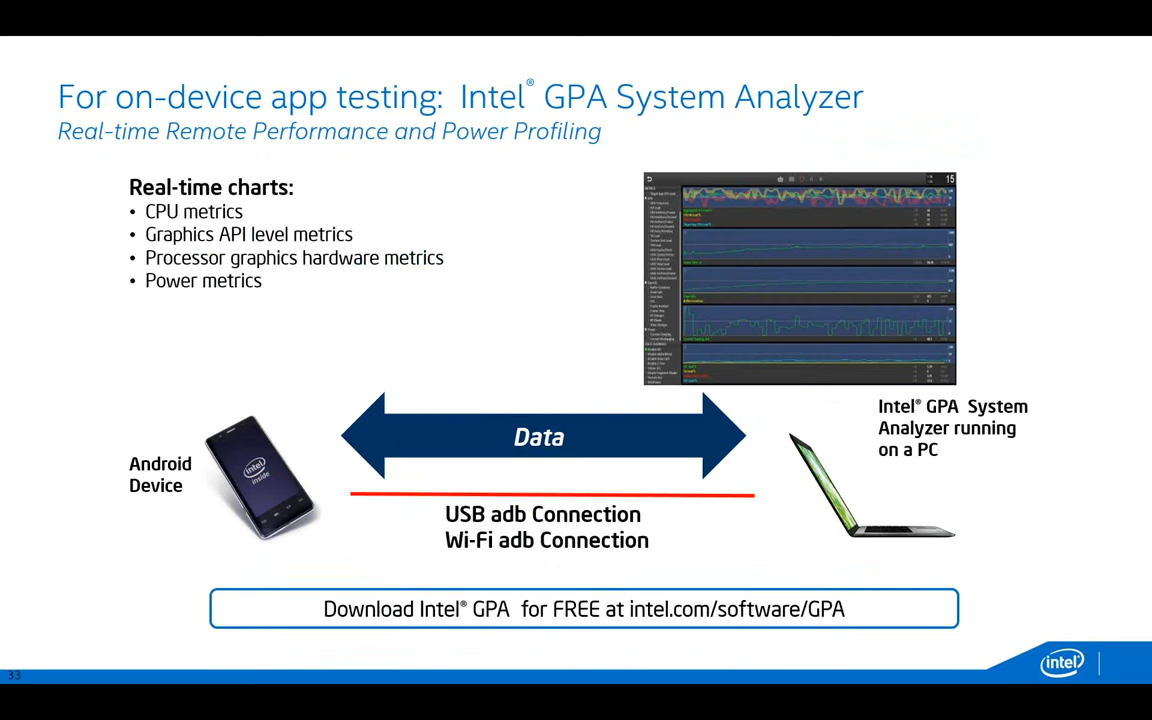 For on-device app testing:  Intel® GPA System Analyzer
Real-time Remote Performance and Power Profiling
Real-time charts:
• CPU metrics
• Graphics API level metrics
• Processor graphics hardware metrics
• Power metrics
15
Intel® GPA System
Analyzer running
on a PC
Data
Android
Device
intel
inside
USB adb Connection
Wi-Fi adb Connection
Download Intel® GPA for FREE at intel.com/software/GPA
33
intel